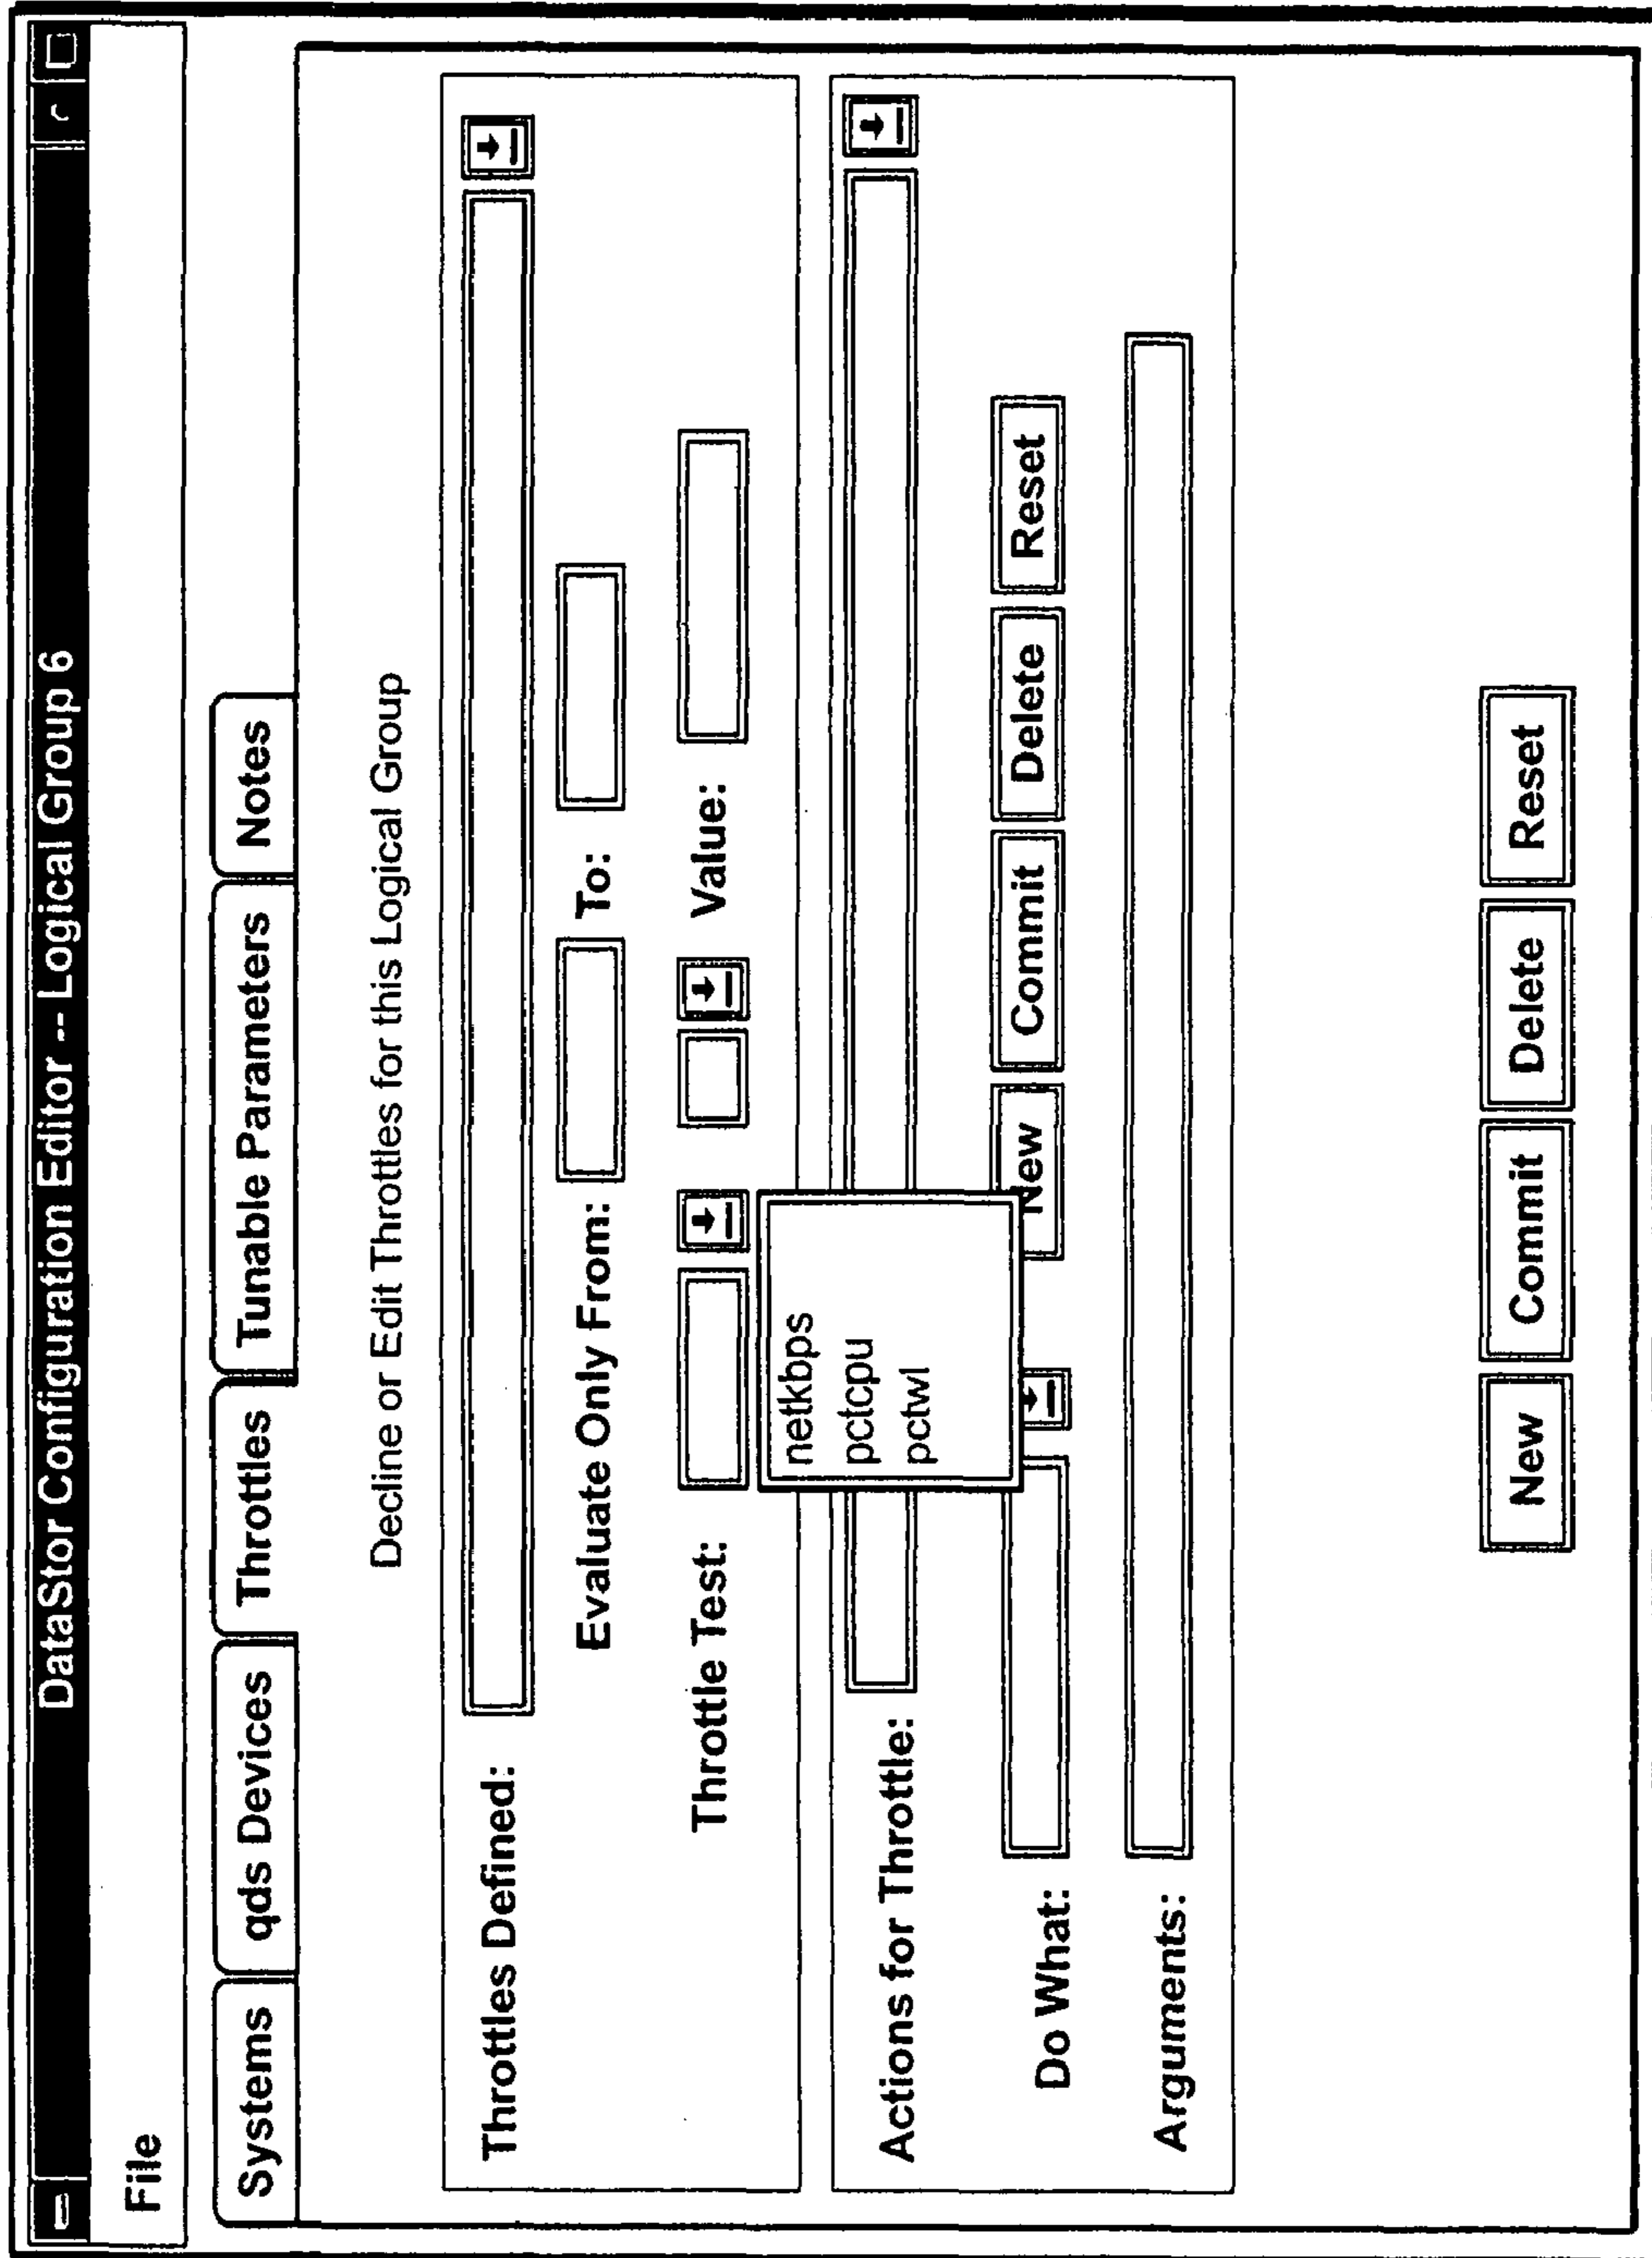 DataStor Configuration Editor -- Logical Group 6
File
Systems qds Devices Throttles Tunable Parameters Notes
Decline or Edit Throttles for this Logical Group
Throttles Defined:
Evaluate Only From: To:
Throttle Test: Value:
netkbps
pctcpu
pctwl
Actions for Throttle:
Do What: New Commit Delete Reset
Arguments:
New Commit Delete Reset